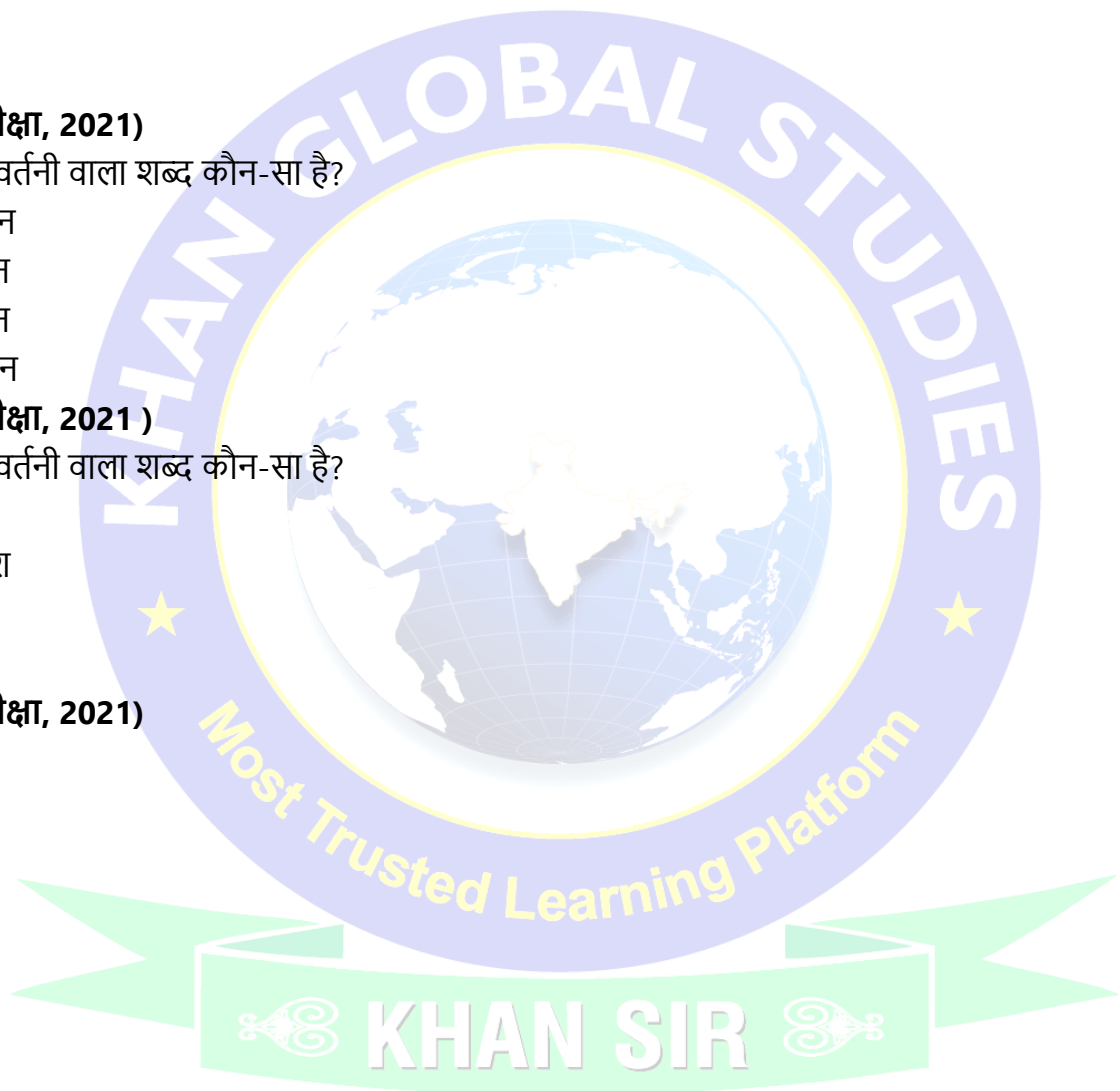 KHAN GLOBAL STUDIES
ीक्षा, 2021)
वर्तनी वाला शब्द कौन-सा है?
न
न
न
न
ीक्षा, 2021 )
वर्तनी वाला शब्द कौन-सा है?
श
ीक्षा, 2021)
Most Trusted Learning Platform
KHAN SIR